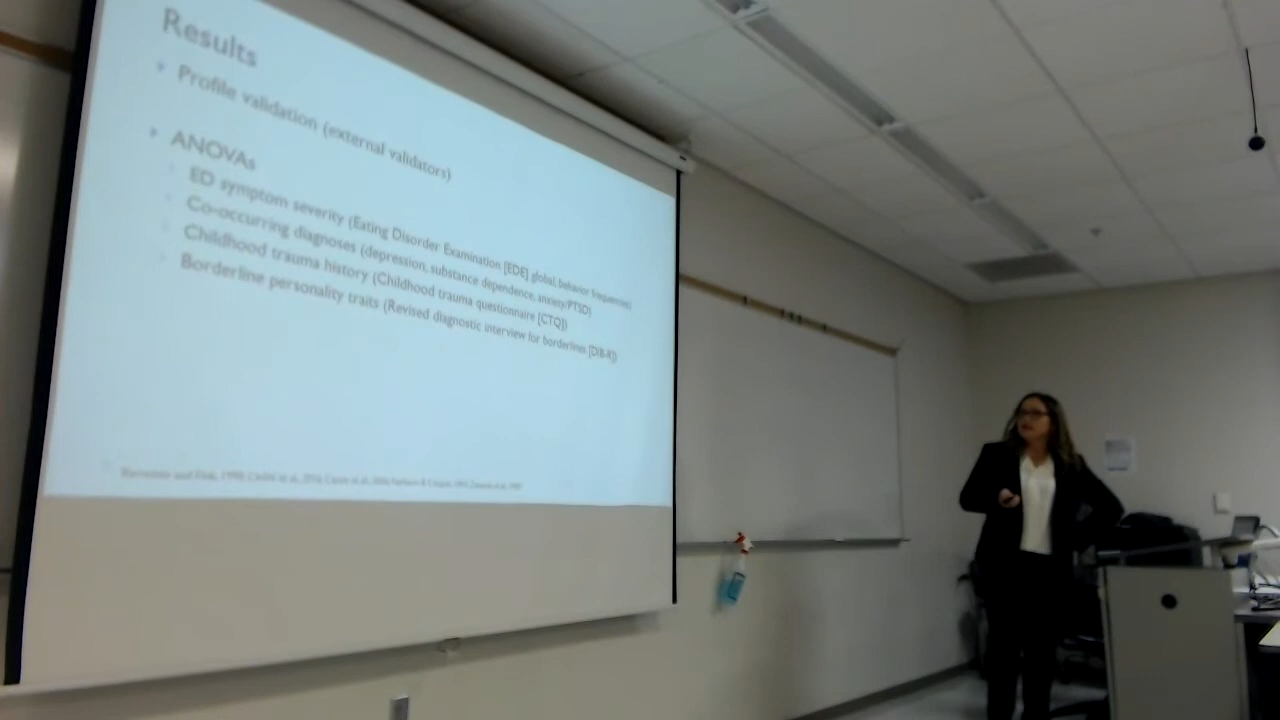 Results
Profile validation (external validators)
ANOVAs
ED symptom severity (Eating Disorder Examination [EDE] global, behavior frequencies)
Co-occurring diagnoses (depression, substance dependence, anxiety/PTSD)
Childhood trauma history (Childhood trauma questionnaire [CTQ])
Borderline personality traits (Revised diagnostic interview for borderlines [DIB-R])